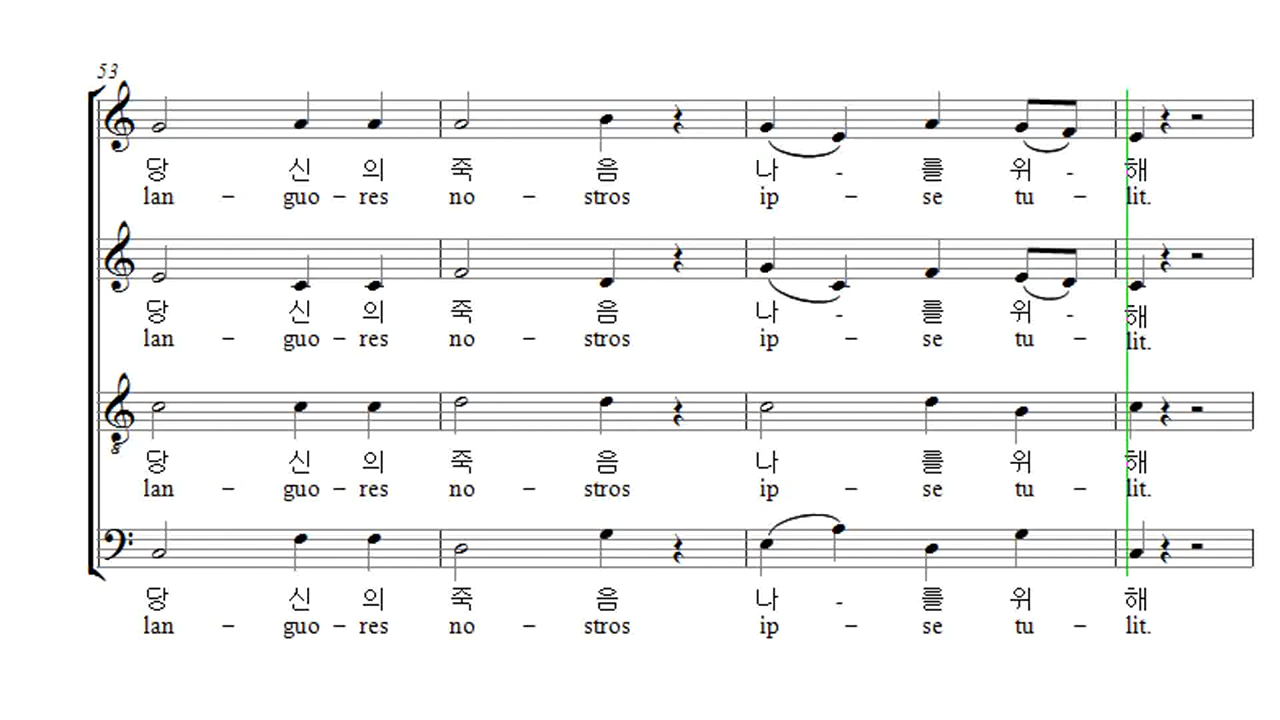 53
당 신 의 죽 음 나 - 를 위 - 해
lan – guo – res no – stros ip – se tu – lit.
당 신 의 죽 음 나 - 를 위 - 해
lan – guo – res no – stros ip – se tu – lit.
8
당 신 의 죽 음 나 를 위 해
lan – guo – res no – stros ip – se tu – lit.
당 신 의 죽 음 나 - 를 위 해
lan – guo – res no – stros ip – se tu – lit.